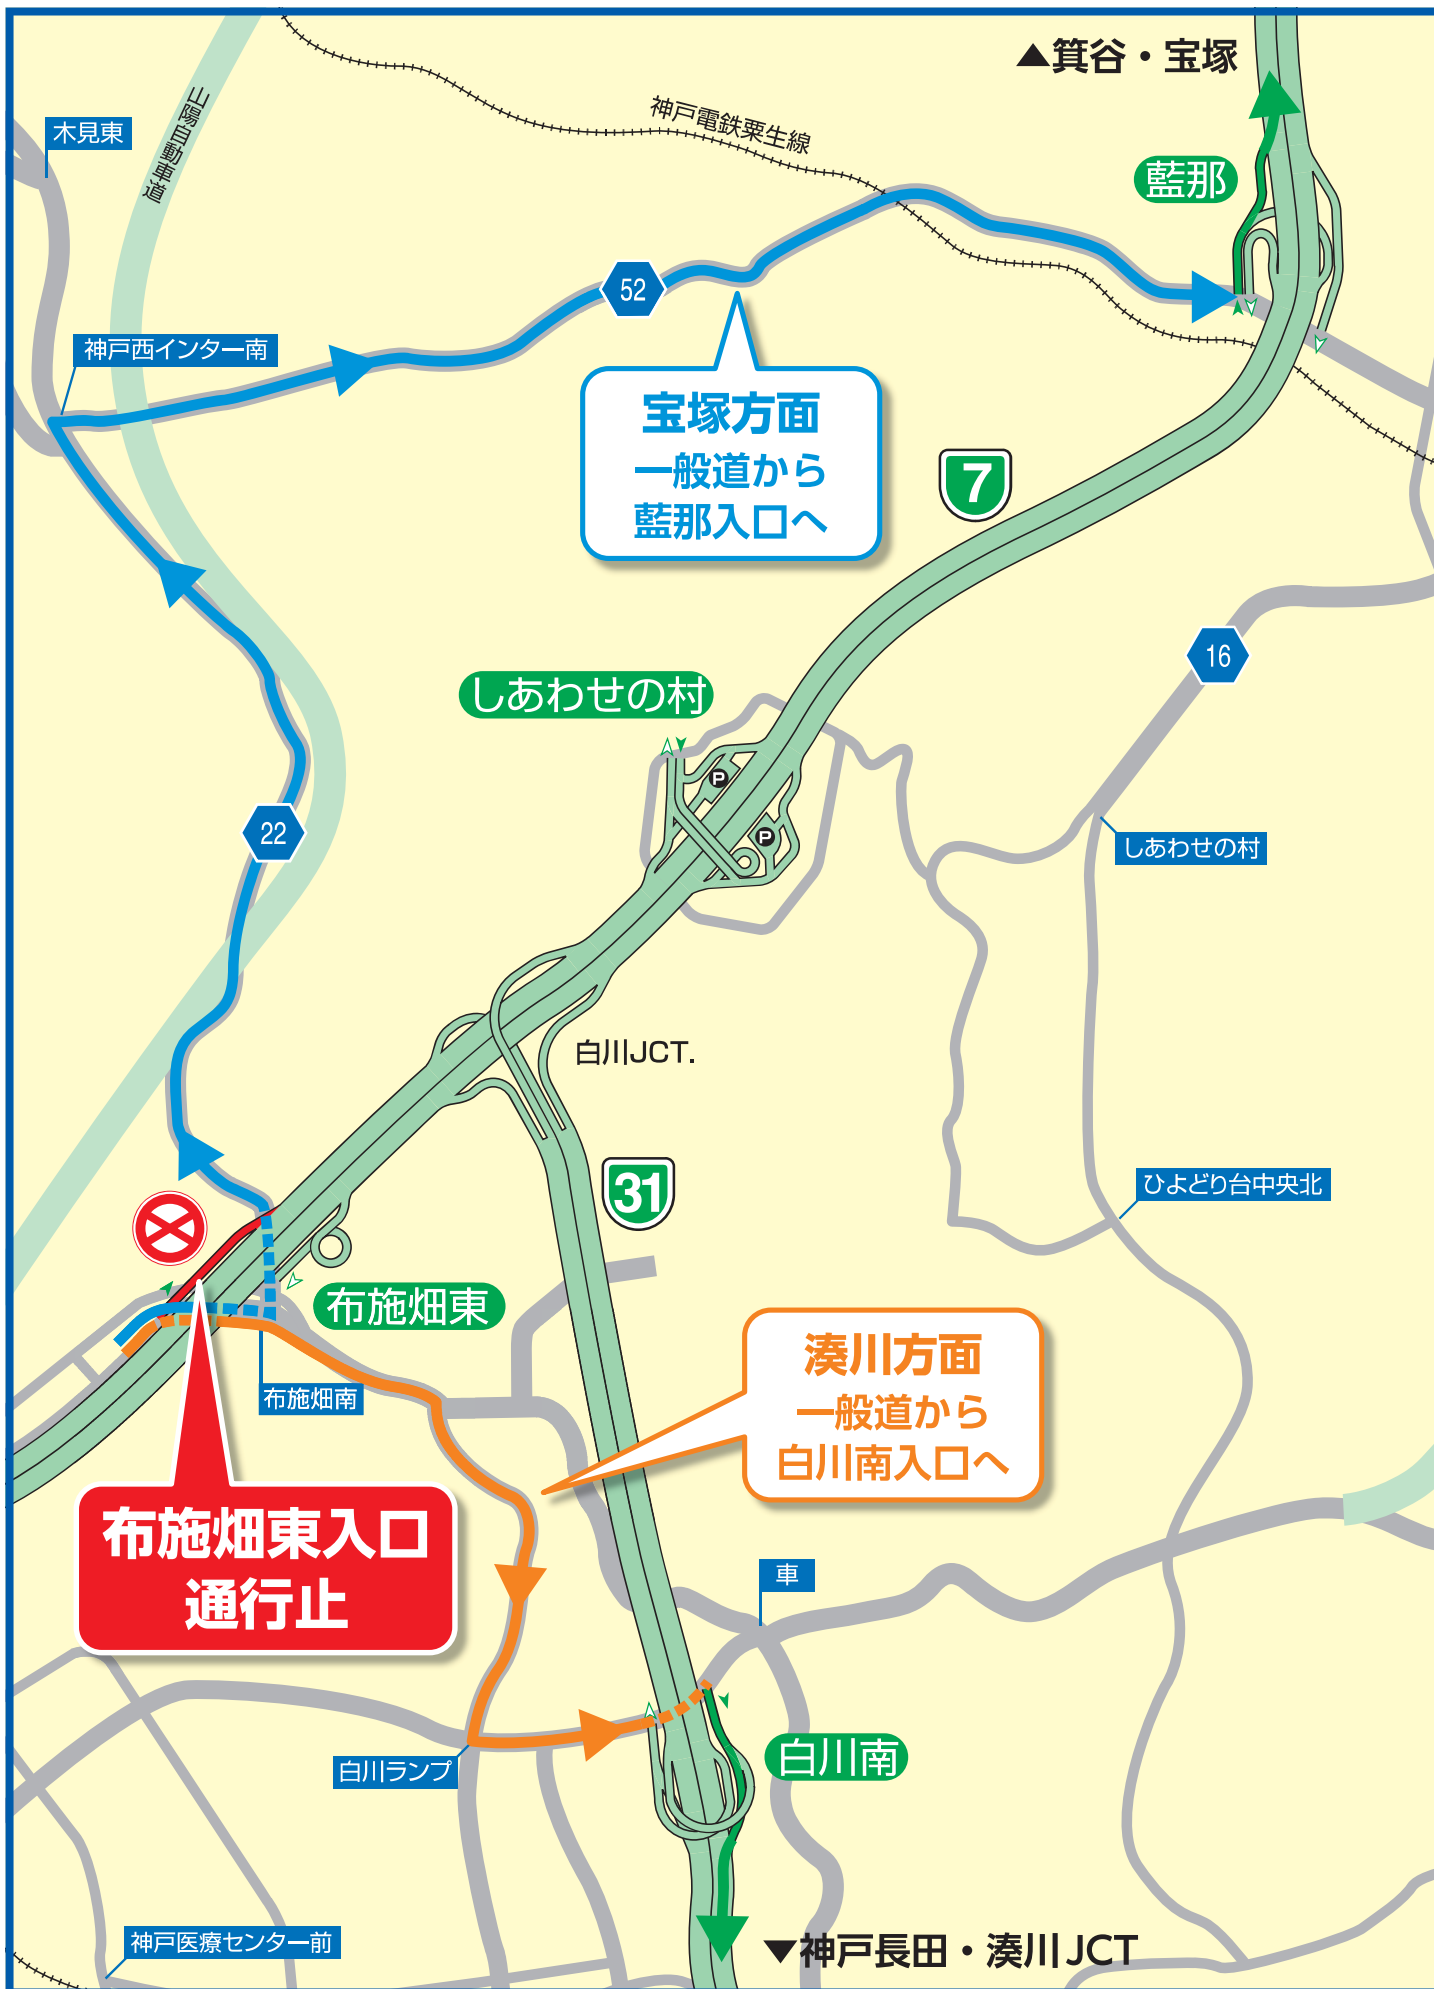 ▲箕谷・宝塚
山陽自動車道
神戸電鉄粟生線
木見東
藍那
52
神戸西インター南
宝塚方面
一般道から
藍那入口へ
7
16
しあわせの村
P
P
22
しあわせの村
白川JCT.
31
ひよどり台中央北
布施畑東
布施畑南
湊川方面
一般道から
白川南入口へ
布施畑東入口
通行止
車
白川南
白川ランプ
神戸医療センター前
▼神戸長田・湊川JCT